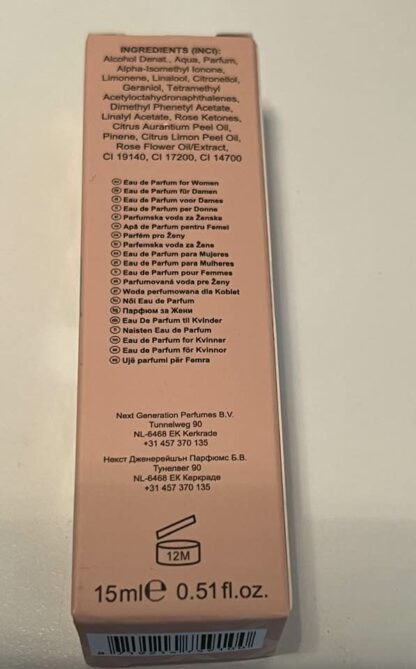 INGREDIENTS (INCI):
Alcohol Denat., Aqua, Parfum,
Alpha-Isomethyl Ionone,
Limonene, Linalool, Citronellol,
Geraniol, Tetramethyl
Acetyloctahydronaphthalenes,
Dimethyl Phenetyl Acetate,
Linalyl Acetate, Rose Ketones,
Citrus Aurantium Peel Oil,
Pinene, Citrus Limon Peel Oil,
Rose Flower Oil/Extract,
CI 19140, CI 17200, CI 14700
Eau de Parfum for Women
Eau de Parfum für Damen
Eau de Parfum voor Dames
Eau de Parfum per Donne
Parfumska voda za Ženske
Apă de Parfum pentru Femei
Parfém pro Ženy
Parfemska voda za Žene
Eau de Parfum para Mujeres
Eau de Parfum para Mulheres
Eau de Parfum pour Femmes
Parfumovaná voda pre Ženy
Woda perfumowana dla Kobiet
Női Eau de Parfum
Парфюм за Жени
Eau De Parfum til Kvinder
Naisten Eau de Parfum
Eau de Parfum for Kvinner
Eau de Parfum för Kvinnor
Ujë parfumi për Femra
Next Generation Perfumes B.V.
Tunnelweg 90
NL-6468 EK Kerkrade
+31 457 370 135
Некст Дженерейшън Парфюмс Б.В.
Тунелвег 90
NL-6468 EK Керкраде
+31 457 370 135
12M
15ml℮ 0.51fl.oz.